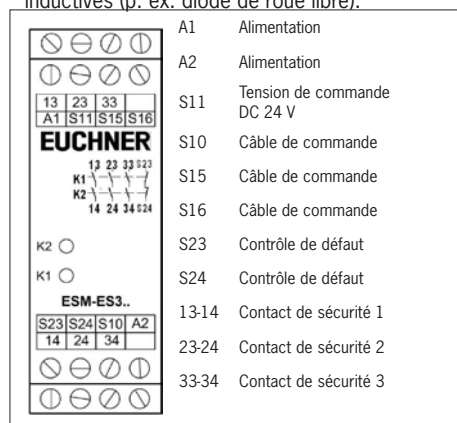 inductives (p. ex. diode de roue libre).
13 23 33
A1 S11 S15 S16
EUCHNER
13 23 33 S23
K1
K2
14 24 34 S24
K2
K1
ESM-ES3..
S23 S24 S10 A2
14 24 34
A1 Alimentation
A2 Alimentation
S11 Tension de commande
DC 24 V
S10 Câble de commande
S15 Câble de commande
S16 Câble de commande
S23 Contrôle de défaut
S24 Contrôle de défaut
13-14 Contact de sécurité 1
23-24 Contact de sécurité 2
33-34 Contact de sécurité 3